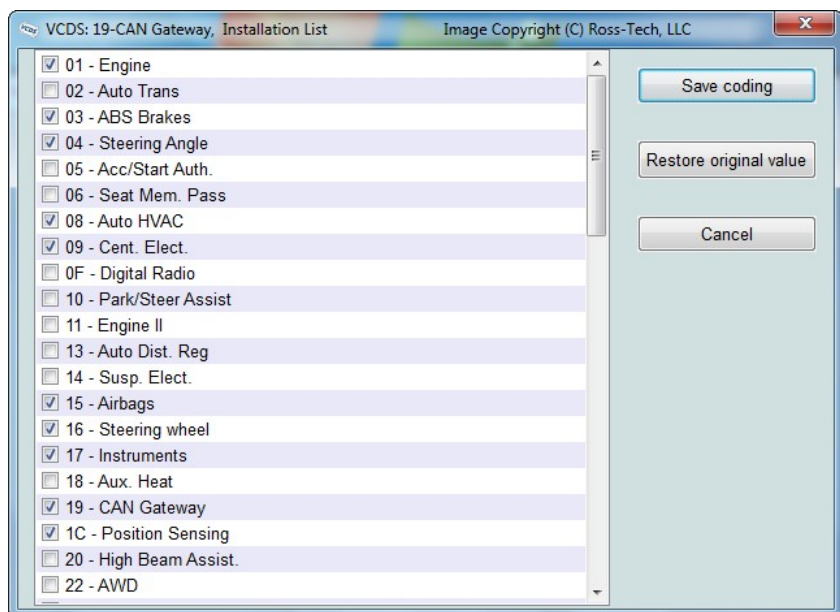 VCDS: 19-CAN Gateway, Installation List Image Copyright (C) Ross-Tech, LLC
01 - Engine
02 - Auto Trans
03 - ABS Brakes
04 - Steering Angle
05 - Acc/Start Auth.
06 - Seat Mem. Pass
08 - Auto HVAC
09 - Cent. Elect.
0F - Digital Radio
10 - Park/Steer Assist
11 - Engine II
13 - Auto Dist. Reg
14 - Susp. Elect.
15 - Airbags
16 - Steering wheel
17 - Instruments
18 - Aux. Heat
19 - CAN Gateway
1C - Position Sensing
20 - High Beam Assist.
22 - AWD
Save coding
Restore original value
Cancel